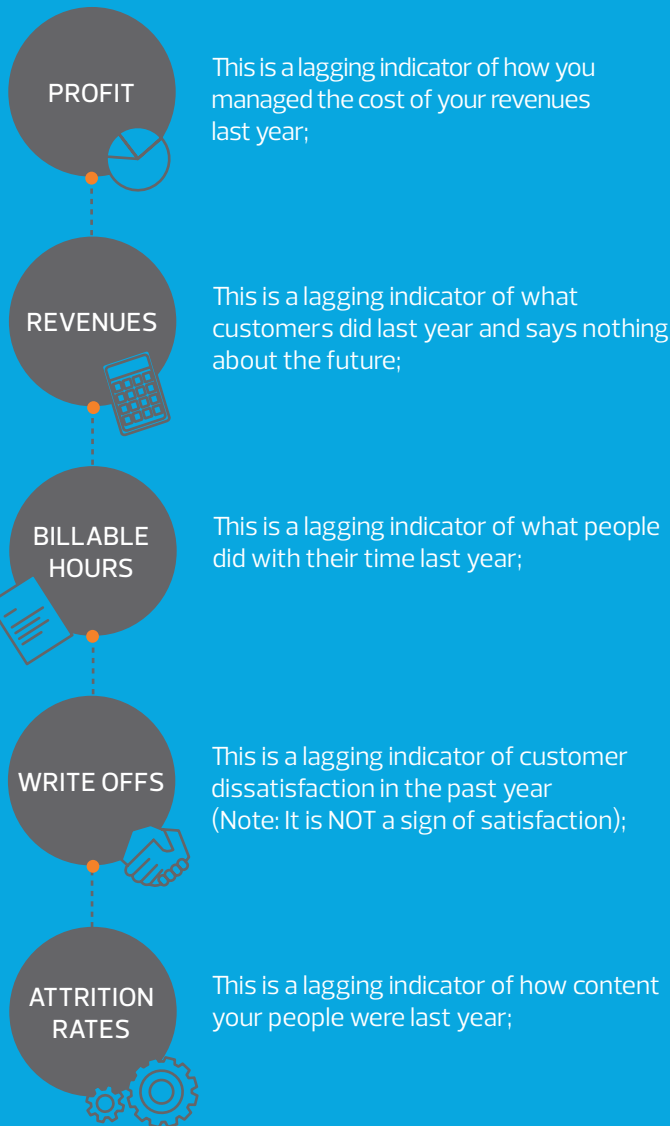 PROFIT
This is a lagging indicator of how you
managed the cost of your revenues
last year;
REVENUES
This is a lagging indicator of what
customers did last year and says nothing
about the future;
BILLABLE
HOURS
This is a lagging indicator of what people
did with their time last year;
WRITE OFFS
This is a lagging indicator of customer
dissatisfaction in the past year
(Note: It is NOT a sign of satisfaction);
ATTRITION
RATES
This is a lagging indicator of how content
your people were last year;